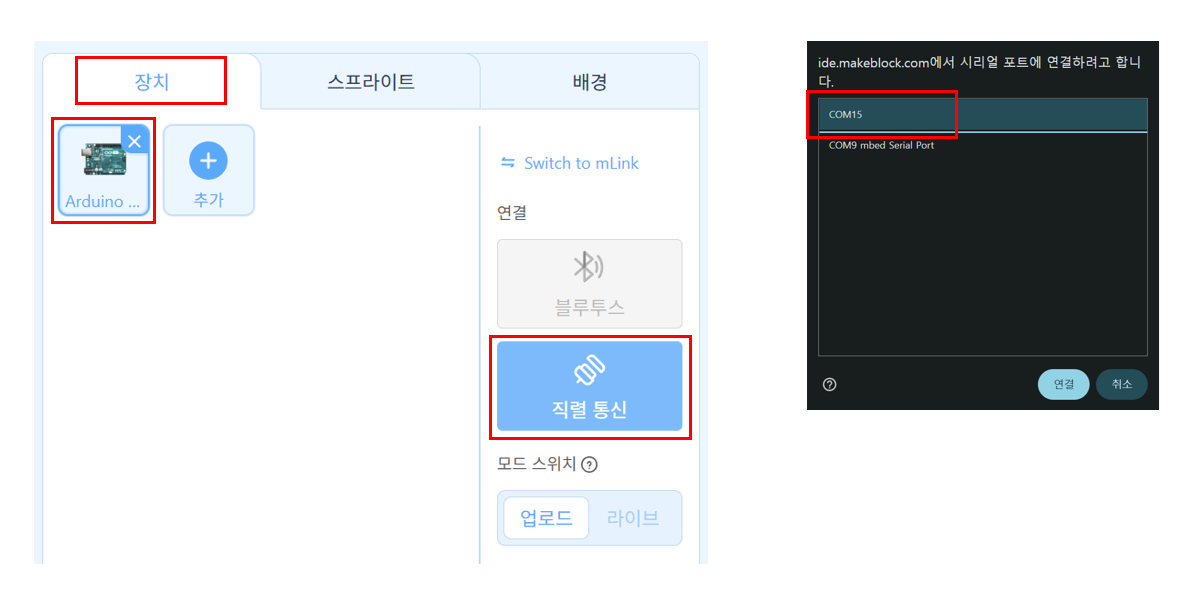 장치
스프라이트
배경
Arduino ...
추가
Switch to mLink
연결
블루투스
직렬 통신
모드 스위치
업로드
라이브
ide.makeblock.com에서 시리얼 포트에 연결하려고 합니
다.
COM15
COM9 mbed Serial Port
연결
취소